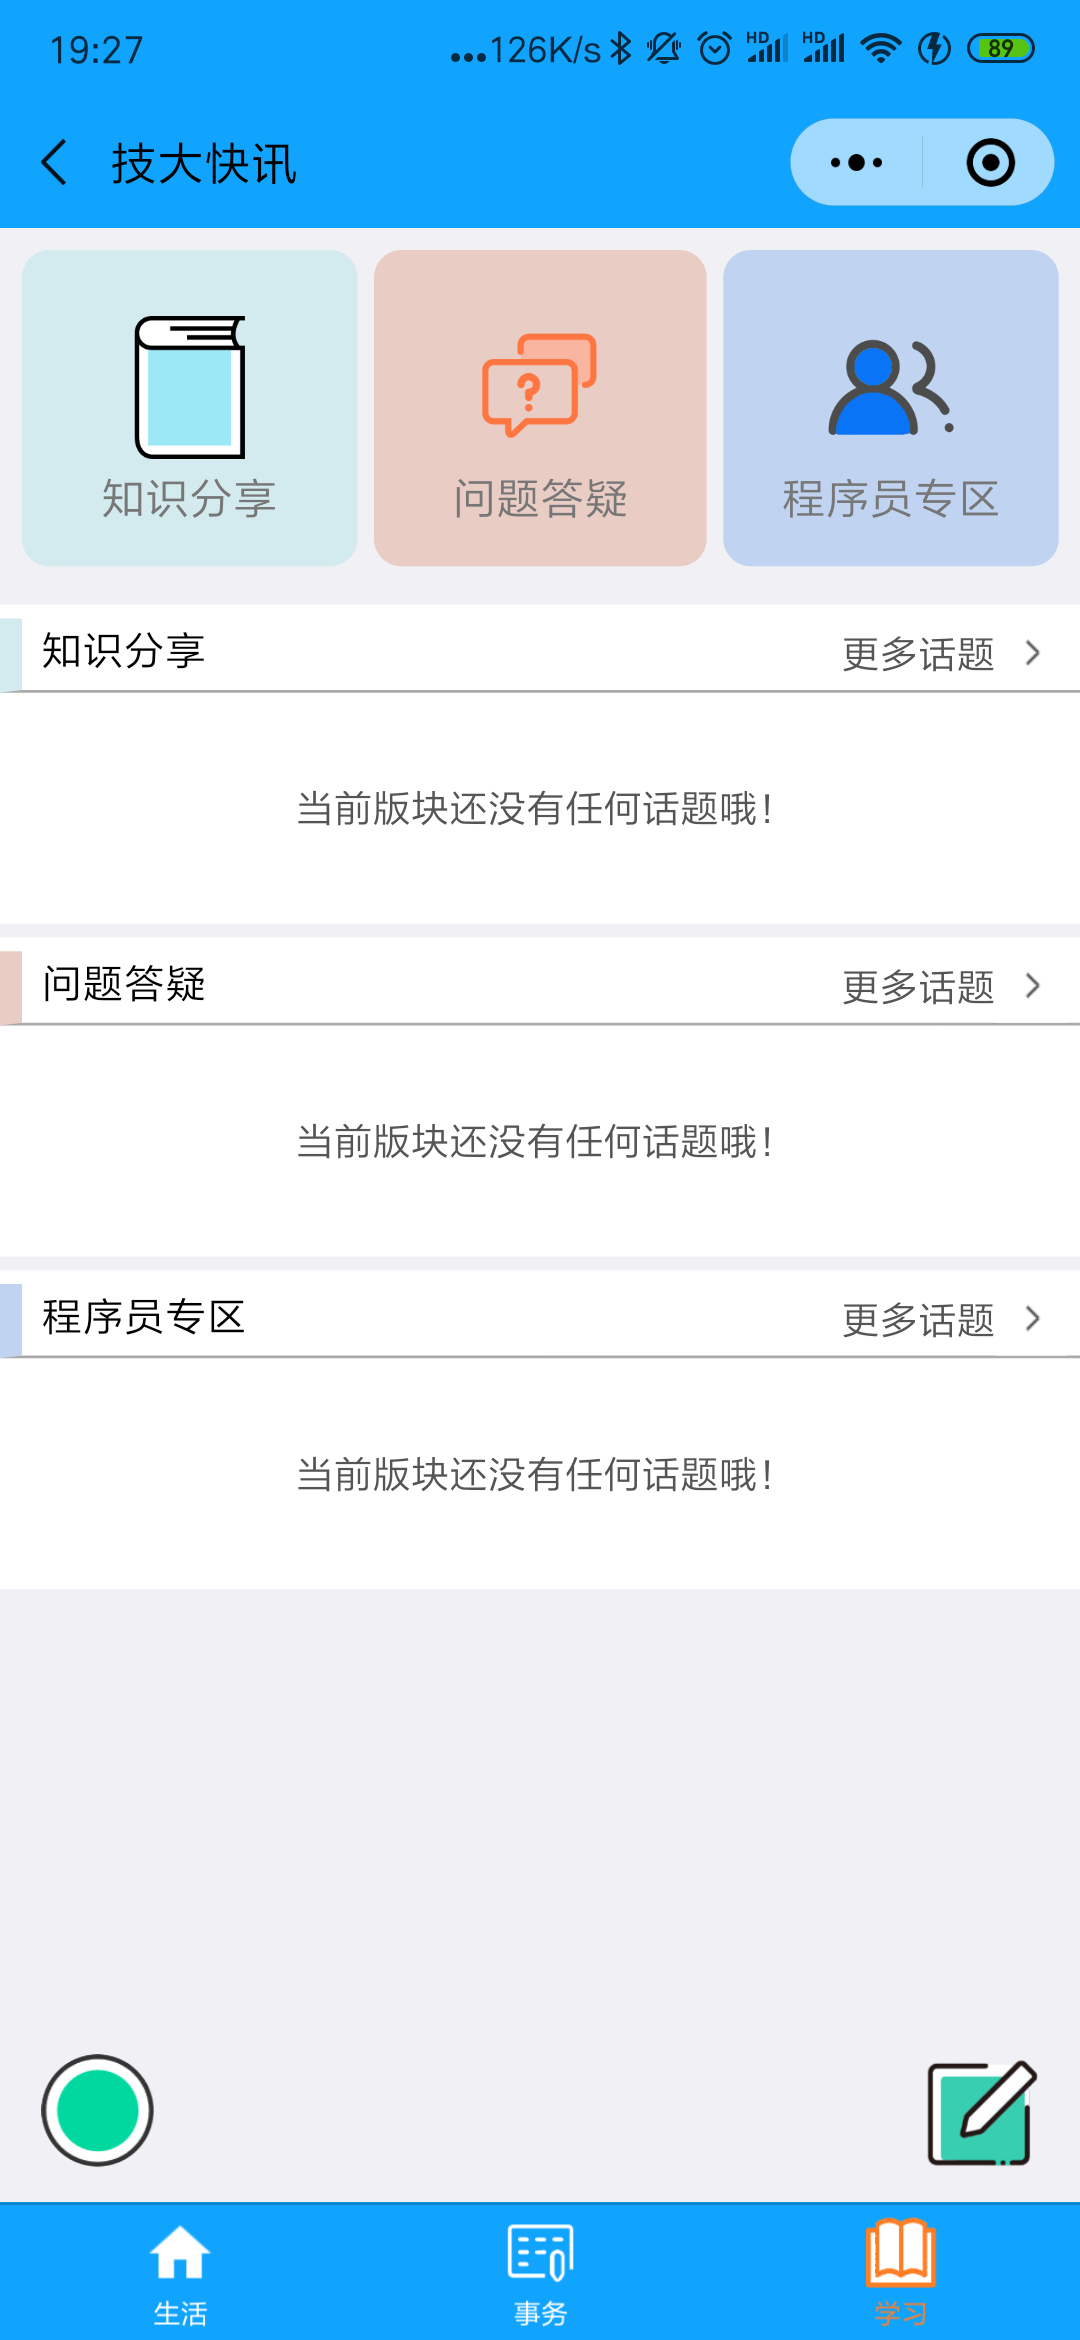 19:27 ...126K/s HD HD 89
技大快讯
知识分享 问题答疑 程序员专区
知识分享 更多话题
当前版块还没有任何话题哦!
问题答疑 更多话题
当前版块还没有任何话题哦!
程序员专区 更多话题
当前版块还没有任何话题哦!
生活 事务 学习